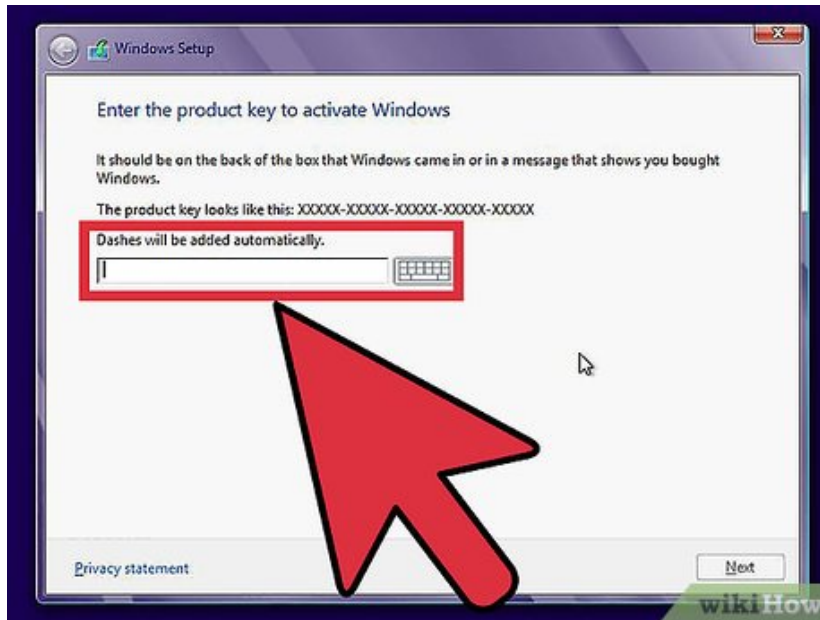 Windows Setup
Enter the product key to activate Windows
It should be on the back of the box that Windows came in or in a message that shows you bought
Windows.
The product key looks like this: XXXXX-XXXXX-XXXXX-XXXXX-XXXXX
Dashes will be added automatically.
Privacy statement
Next
wikiHow